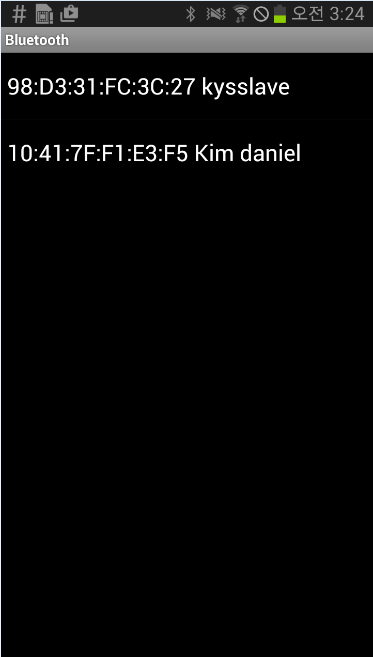 # 오전 3:24
Bluetooth
98:D3:31:FC:3C:27 kysslave
10:41:7F:F1:E3:F5 Kim daniel